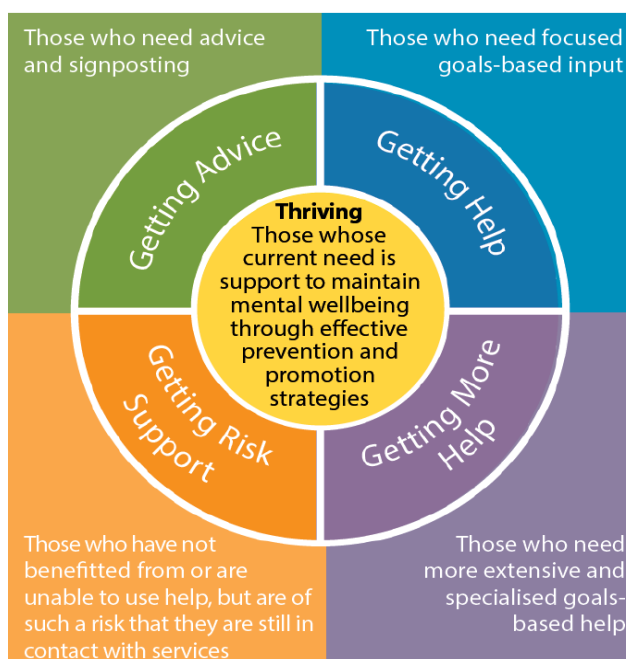 Those who need advice
and signposting
Those who need focused
goals-based input
Getting Advice
Getting Help
Thriving
Those whose
current need is
support to maintain
mental wellbeing
through effective
prevention and
promotion
strategies
Getting Risk
Support
Getting More
Help
Those who have not
benefitted from or are
unable to use help, but are of
such a risk that they are still in
contact with services
Those who need
more extensive and
specialised goals-
based help